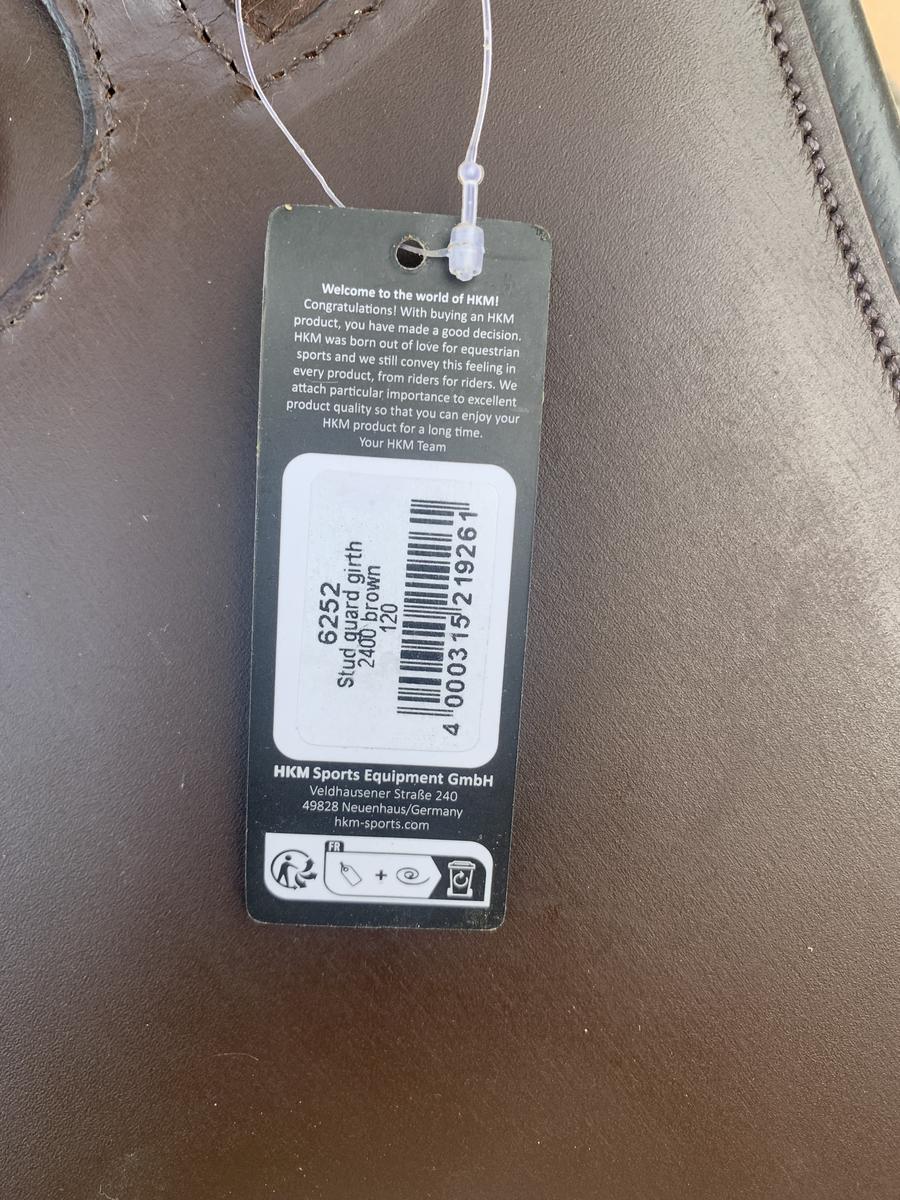 Welcome to the world of HKM!
Congratulations! With buying an HKM
product, you have made a good decision.
HKM was born out of love for equestrian
sports and we still convey this feeling in
every product, from riders for riders. We
attach particular importance to excellent
product quality so that you can enjoy your
HKM product for a long time.
Your HKM Team
6252
Stud guard girth
2400 brown
120
4 000315 219261
HKM Sports Equipment GmbH
Veldhausener Straße 240
49828 Neuenhaus/Germany
hkm-sports.com
FR
+